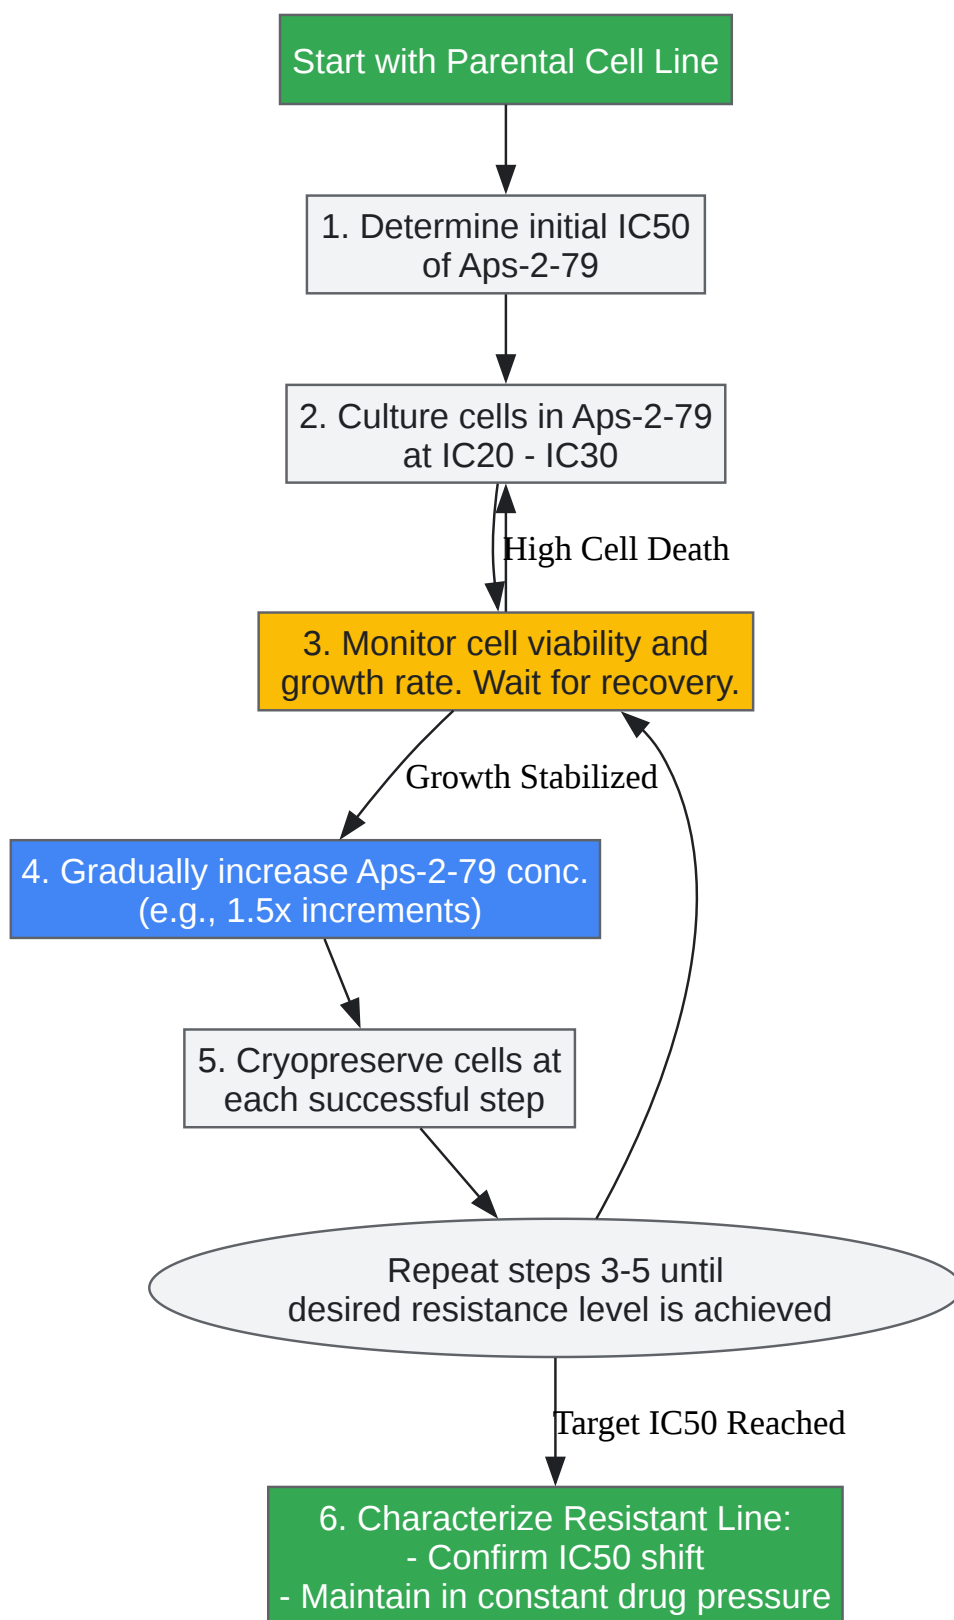 Start with Parental Cell Line
1. Determine initial IC50
of Aps-2-79
2. Culture cells in Aps-2-79
at IC20 - IC30
High Cell Death
3. Monitor cell viability and
growth rate. Wait for recovery.
Growth Stabilized
4. Gradually increase Aps-2-79 conc.
(e.g., 1.5x increments)
5. Cryopreserve cells at
each successful step
Repeat steps 3-5 until
desired resistance level is achieved
Target IC50 Reached
6. Characterize Resistant Line:
- Confirm IC50 shift
- Maintain in constant drug pressure